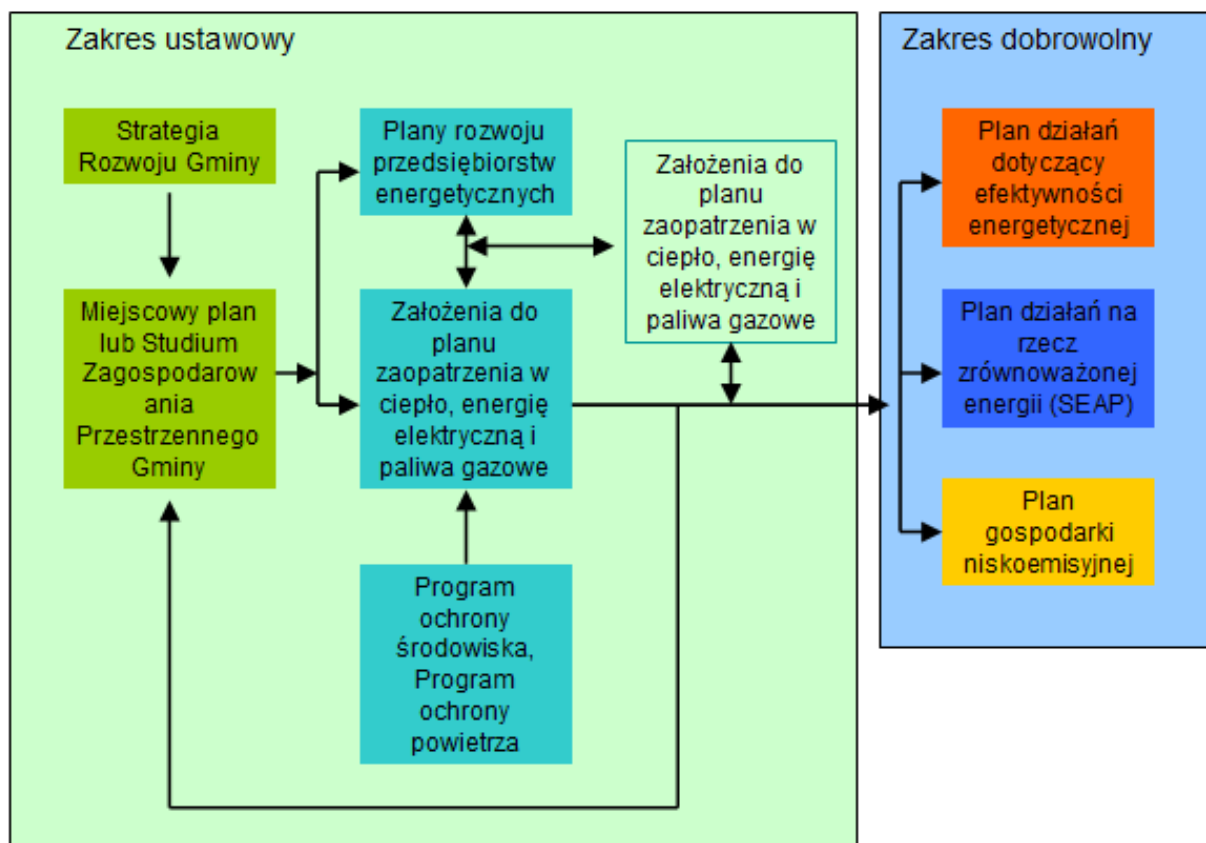 Zakres ustawowy
Strategia
Rozwoju Gminy
Miejscowy plan
lub Studium
Zagospodarow
ania
Przestrzennego
Gminy
Plany rozwoju
przedsiębiorstw
energetycznych
Założenia do
planu
zaopatrzenia w
ciepło, energię
elektryczną i
paliwa gazowe
Program
ochrony
środowiska,
Program
ochrony
powietrza
Założenia do
planu
zaopatrzenia w
ciepło, energię
elektryczną i
paliwa gazowe
Zakres dobrowolny
Plan działań
dotyczący
efektywności
energetycznej
Plan działań na
rzecz
zrównoważonej
energii (SEAP)
Plan
gospodarki
niskoemisyjnej